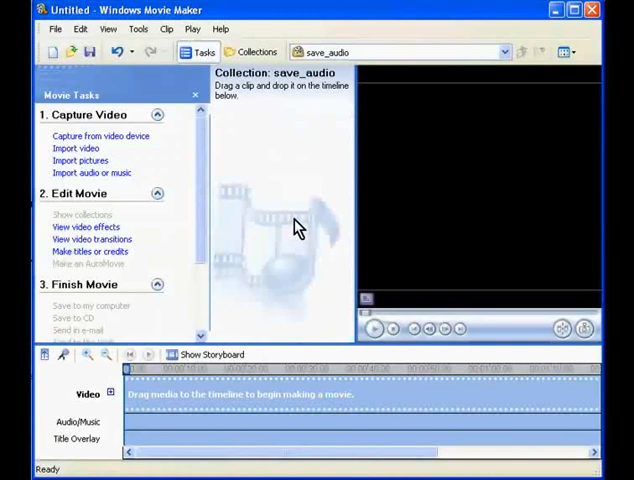 Untitled - Windows Movie Maker
File Edit View Tools Clip Play Help
Tasks Collections save_audio
Movie Tasks
1. Capture Video
Capture from video device
Import video
Import pictures
Import audio or music
2. Edit Movie
Show collections
View video effects
View video transitions
Make titles or credits
Make an AutoMovie
3. Finish Movie
Save to my computer
Save to CD
Send in e-mail
Collection: save_audio
Drag a clip and drop it on the timeline
below.
Show Storyboard
Video
Drag media to the timeline to begin making a movie.
Audio/Music
Title Overlay
Ready